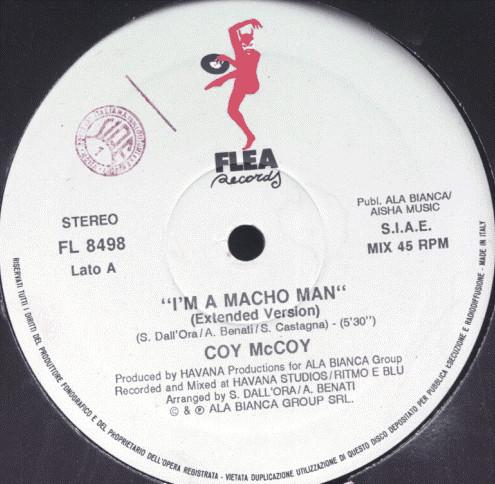 FLEA
Records
STEREO
FL 8498
Lato A
Publ. ALA BIANCA/
AISHA MUSIC
S.I.A.E.
MIX 45 RPM
"I'M A MACHO MAN"
(Extended Version)
(S. Dall'Ora/A. Benati/S. Castagna) - (5'30")
COY McCOY
Produced by HAVANA Productions for ALA BIANCA Group
Recorded and Mixed at HAVANA STUDIOS/RITMO E BLU
Arranged by S. DALL'ORA/A. BENATI
© & ℗ ALA BIANCA GROUP SRL.
RISERVATI TUTTI I DIRITTI DEL PRODUTTORE FONOGRAFICO E DEL PROPRIETARIO DELL'OPERA REGISTRATA - VIETATA DUPLICAZIONE UTILIZZAZIONE DI QUESTO DISCO DEPOSITATO PER PUBBLICA ESECUZIONE E RADIODIFFUSIONE - MADE IN ITALY